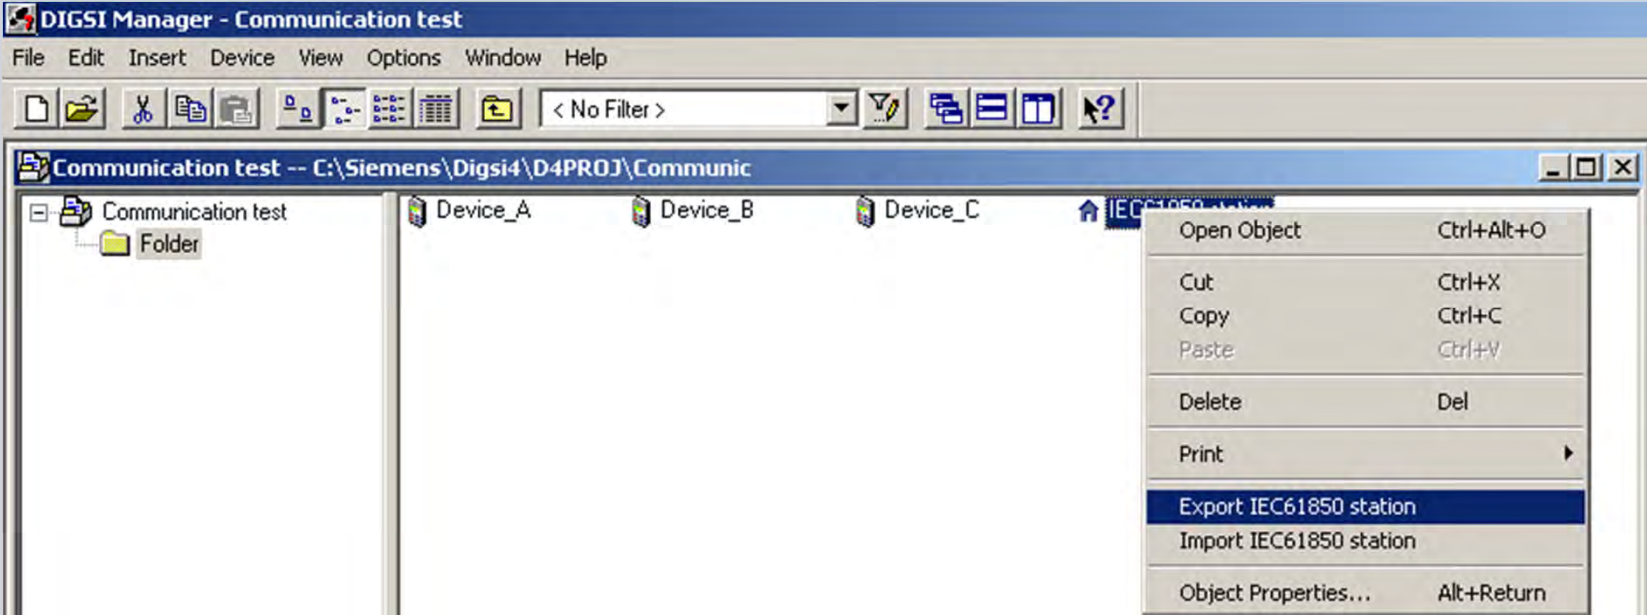 DIGSI Manager - Communication test
File Edit Insert Device View Options Window Help
< No Filter >
Communication test -- C:\Siemens\Digsi4\D4PROJ\Communic
Communication test
Folder
Device_A Device_B Device_C IEC61850 station
Open Object Ctrl+Alt+O
Cut Ctrl+X
Copy Ctrl+C
Paste Ctrl+V
Delete Del
Print
Export IEC61850 station
Import IEC61850 station
Object Properties... Alt+Return